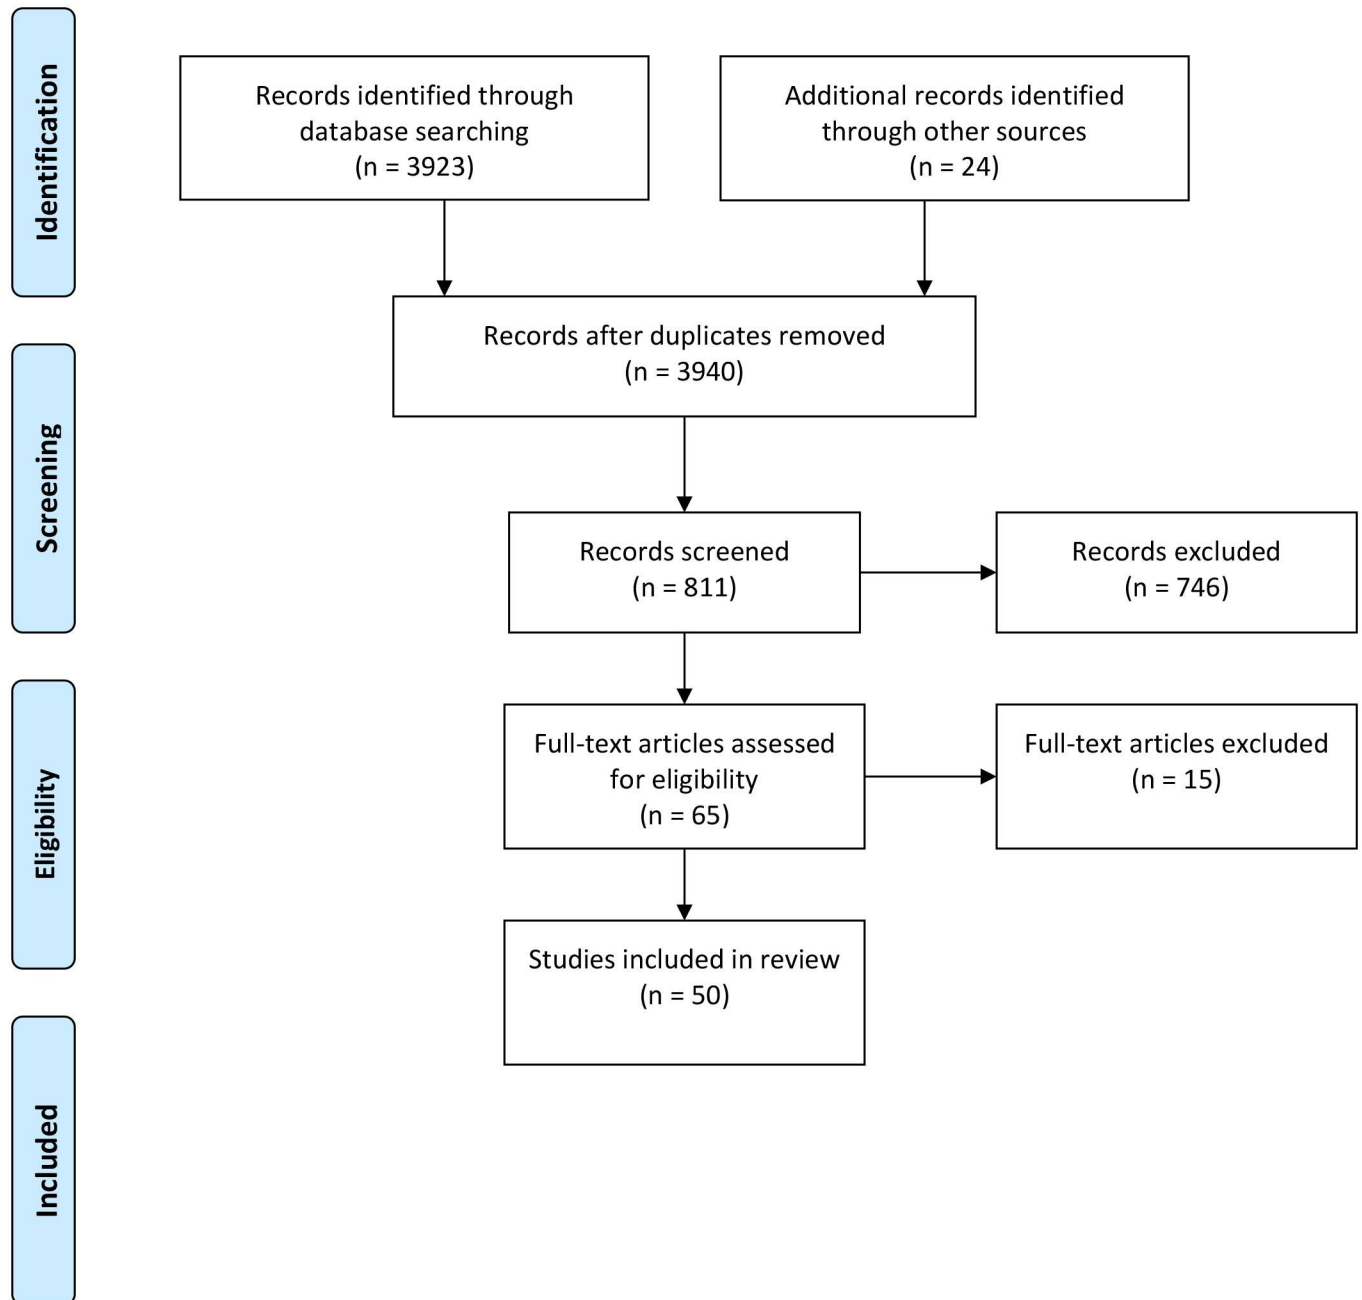 Identification
Records identified through
database searching
(n = 3923)
Additional records identified
through other sources
(n = 24)
Records after duplicates removed
(n = 3940)
Screening
Records screened
(n = 811)
Records excluded
(n = 746)
Eligibility
Full-text articles assessed
for eligibility
(n = 65)
Full-text articles excluded
(n = 15)
Studies included in review
(n = 50)
Included